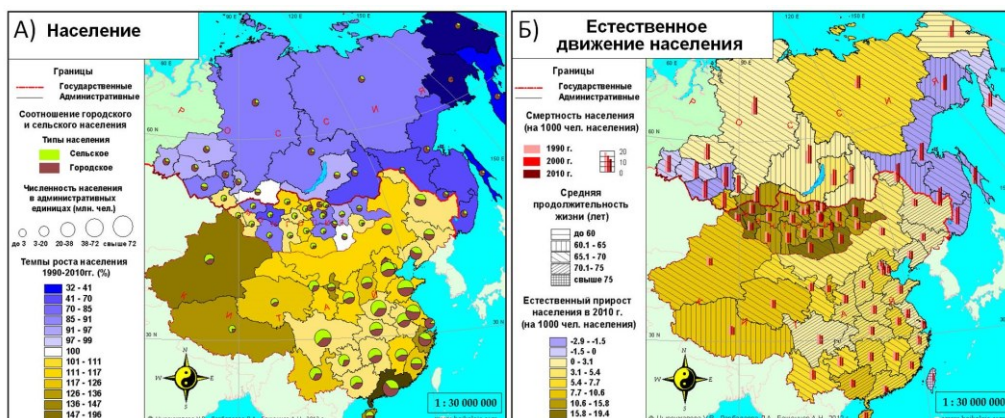 А) Население
Границы
Государственные
Административные
Соотношение городского
и сельского населения
Типы населения
Сельское
Городское
Численность населения
в административных
единицах (млн. чел.)
до 3 3-20 20-38 38-72 свыше 72
Темпы роста населения
1990-2010гг. (%)
32 - 41
41 - 70
70 - 85
85 - 91
91 - 97
97 - 99
100
101 - 111
111 - 117
117 - 126
126 - 136
136 - 147
147 - 196
Р О С С И Я
К И Т А Й
1 : 30 000 000
Б) Естественное
движение населения
Границы
Государственные
Административные
Смертность населения
(на 1000 чел. населения)
1990 г.
2000 г.
2010 г.
20
10
0
Средняя
продолжительность
жизни (лет)
до 60
60.1 - 65
65.1 - 70
70.1 - 75
свыше 75
Естественный прирост
населения в 2010 г.
(на 1000 чел. населения)
-2.9 - -1.5
-1.5 - 0
0 - 3.1
3.1 - 5.4
5.4 - 7.7
7.7 - 10.6
10.6 - 15.8
15.8 - 19.4
1 : 30 000 000